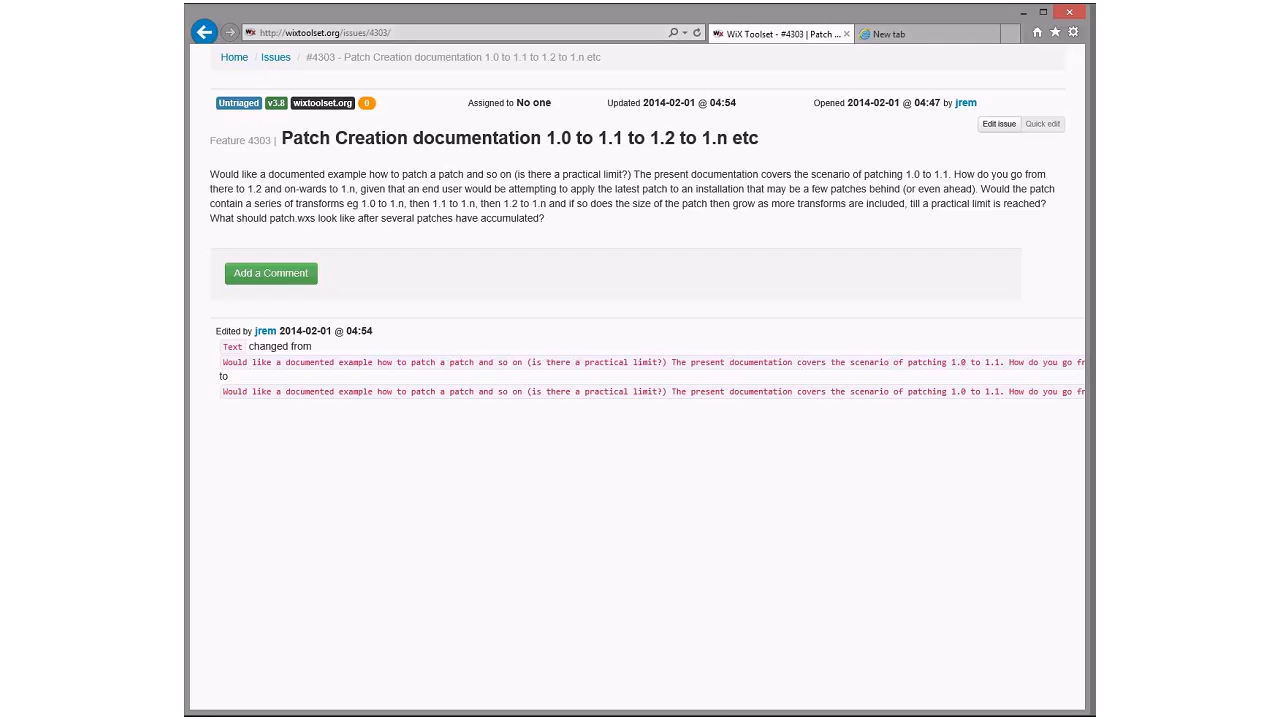 http://wixtoolset.org/issues/4303/
WiX Toolset - #4303 | Patch ...
New tab
Home / Issues / #4303 - Patch Creation documentation 1.0 to 1.1 to 1.2 to 1.n etc
Untriaged v3.8 wixtoolset.org 0 Assigned to No one Updated 2014-02-01 @ 04:54 Opened 2014-02-01 @ 04:47 by jrem
Edit issue Quick edit
Feature 4303 | Patch Creation documentation 1.0 to 1.1 to 1.2 to 1.n etc
Would like a documented example how to patch a patch and so on (is there a practical limit?) The present documentation covers the scenario of patching 1.0 to 1.1. How do you go from
there to 1.2 and on-wards to 1.n, given that an end user would be attempting to apply the latest patch to an installation that may be a few patches behind (or even ahead). Would the patch
contain a series of transforms eg 1.0 to 1.n, then 1.1 to 1.n, then 1.2 to 1.n and if so does the size of the patch then grow as more transforms are included, till a practical limit is reached?
What should patch.wxs look like after several patches have accumulated?
Add a Comment
Edited by jrem 2014-02-01 @ 04:54
Text changed from
Would like a documented example how to patch a patch and so on (is there a practical limit?) The present documentation covers the scenario of patching 1.0 to 1.1. How do you go fr
to
Would like a documented example how to patch a patch and so on (is there a practical limit?) The present documentation covers the scenario of patching 1.0 to 1.1. How do you go fr